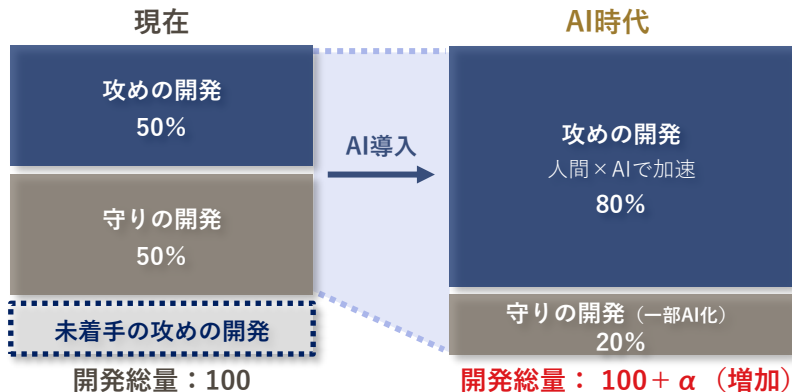 現在
攻めの開発
50%
守りの開発
50%
未着手の攻めの開発
開発総量：100
AI導入
AI時代
攻めの開発
人間×AIで加速
80%
守りの開発（一部AI化）
20%
開発総量： 100＋α（増加）